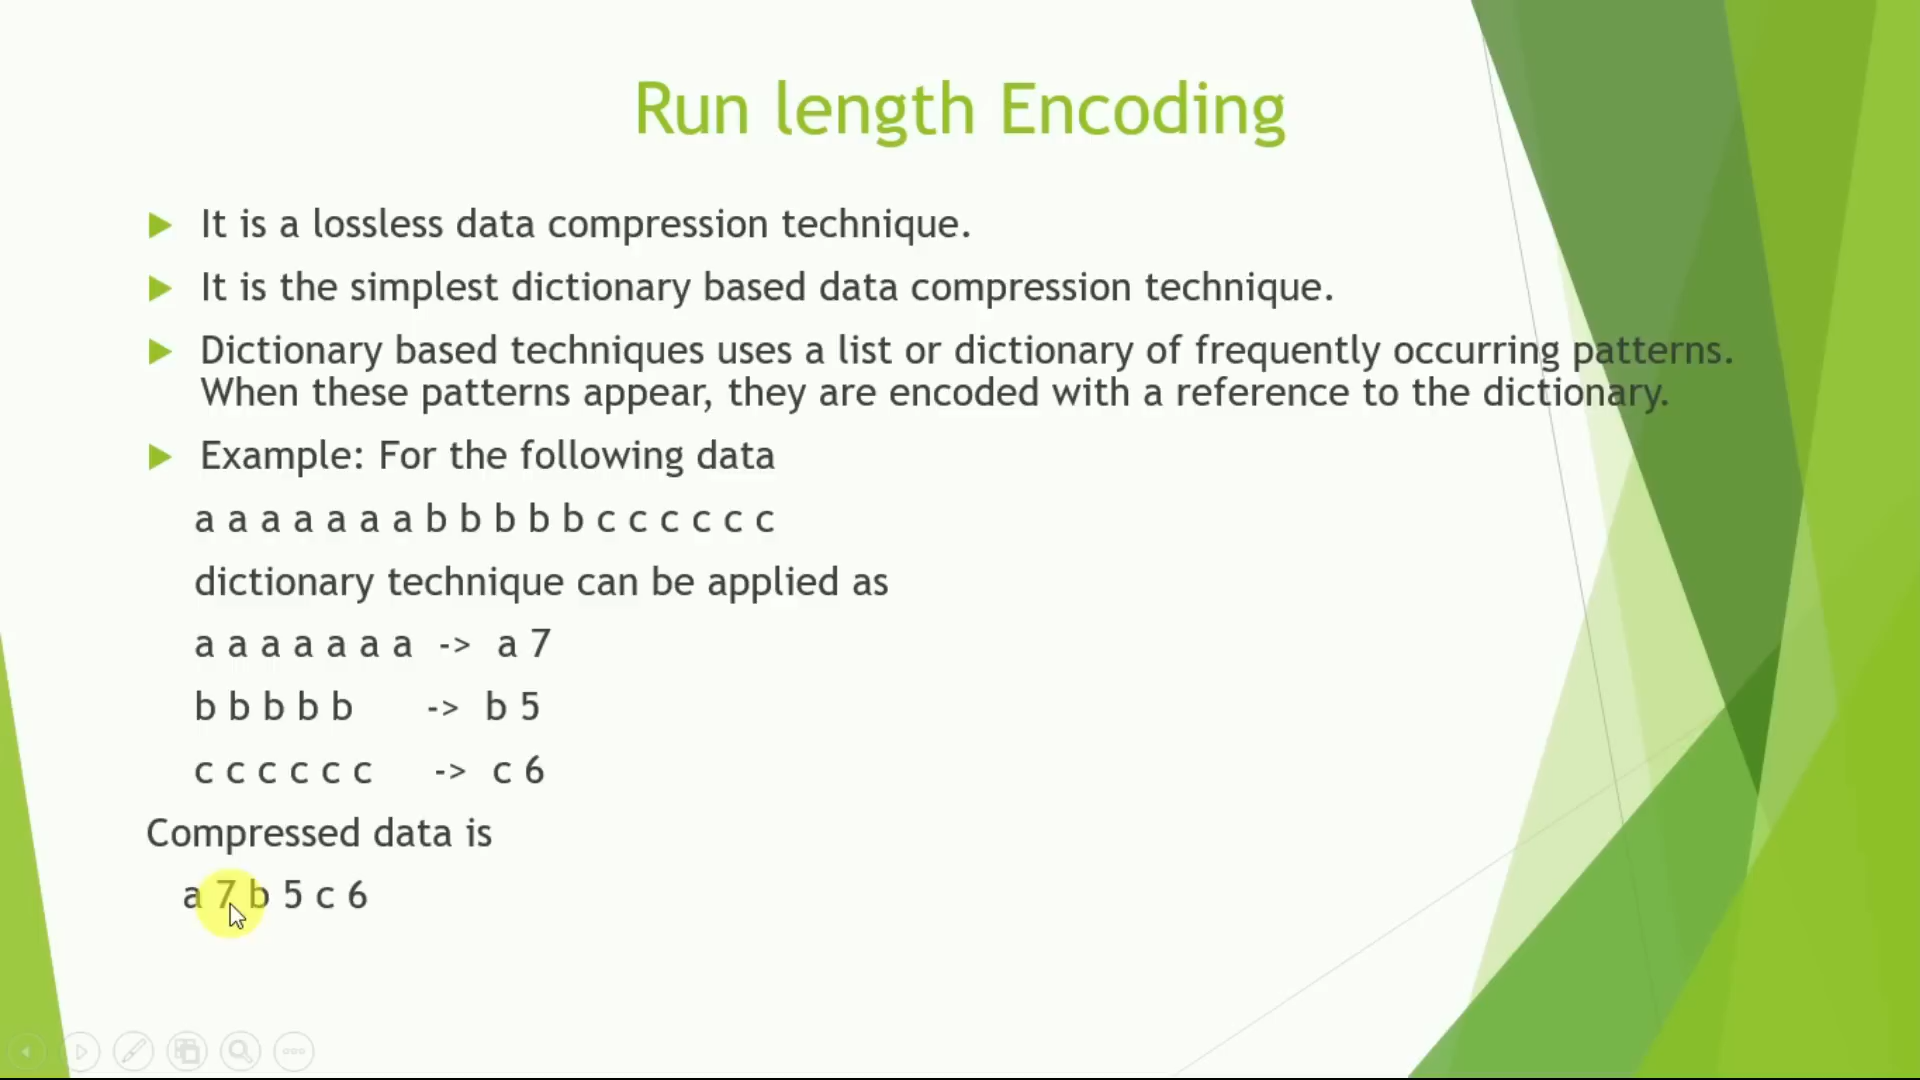 Run length Encoding
It is a lossless data compression technique.
It is the simplest dictionary based data compression technique.
Dictionary based techniques uses a list or dictionary of frequently occurring patterns.
When these patterns appear, they are encoded with a reference to the dictionary.
Example: For the following data
a a a a a a a b b b b b c c c c c c
dictionary technique can be applied as
a a a a a a a -> a 7
b b b b b -> b 5
c c c c c c -> c 6
Compressed data is
a 7 b 5 c 6